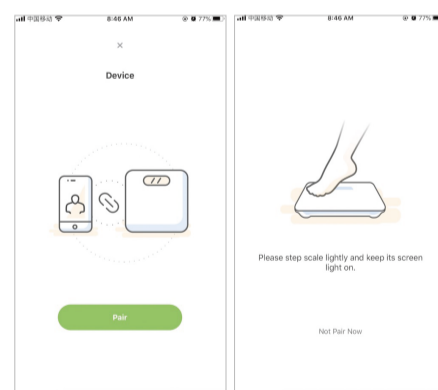 中国移动
8:46 AM
77%
×
Device
Pair
中国移动
8:46 AM
77%
Please step scale lightly and keep its screen
light on.
Not Pair Now